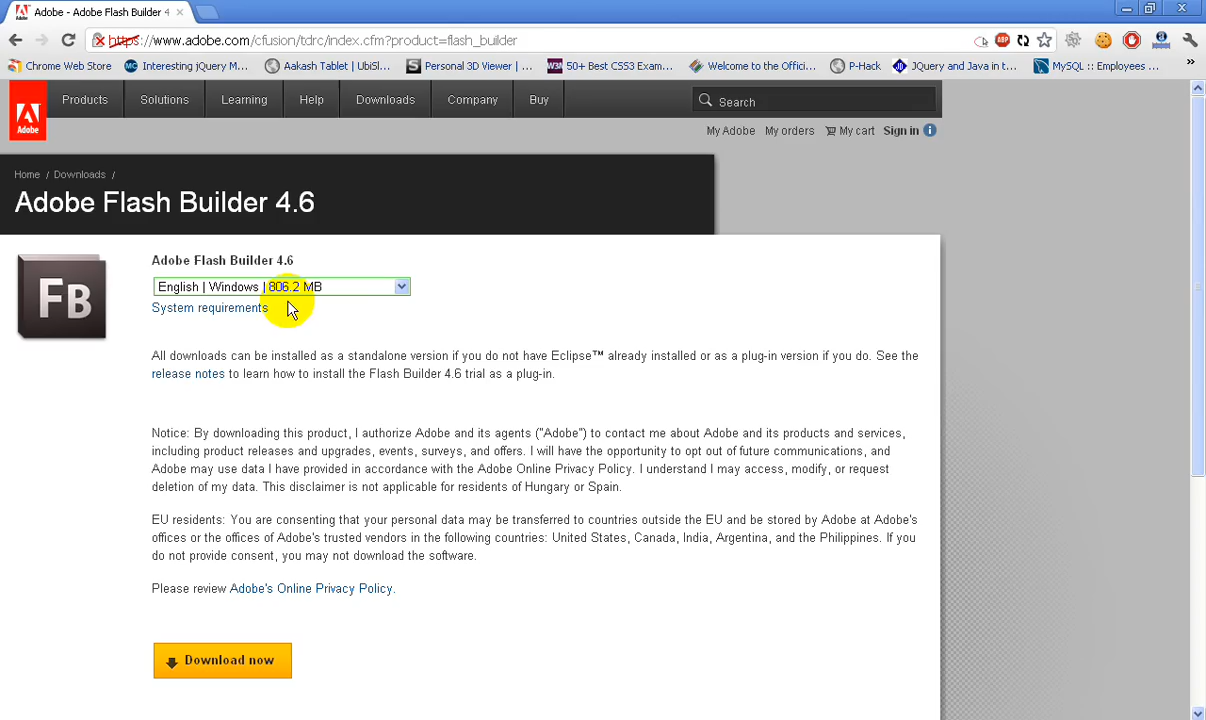 Adobe - Adobe Flash Builder 4
https://www.adobe.com/cfusion/tdrc/index.cfm?product=flash_builder
ABP
Chrome Web Store
Interesting jQuery M...
Aakash Tablet | UbiSl...
Personal 3D Viewer | ...
50+ Best CSS3 Exam...
Welcome to the Offici...
P-Hack
JQuery and Java in t...
MySQL :: Employees ...
»
Adobe
Products
Solutions
Learning
Help
Downloads
Company
Buy
Search
My Adobe
My orders
My cart
Sign in
Home / Downloads /
Adobe Flash Builder 4.6
FB
Adobe Flash Builder 4.6
English | Windows | 806.2 MB
System requirements
All downloads can be installed as a standalone version if you do not have Eclipse™ already installed or as a plug-in version if you do. See the
release notes to learn how to install the Flash Builder 4.6 trial as a plug-in.
Notice: By downloading this product, I authorize Adobe and its agents ("Adobe") to contact me about Adobe and its products and services,
including product releases and upgrades, events, surveys, and offers. I will have the opportunity to opt out of future communications, and
Adobe may use data I have provided in accordance with the Adobe Online Privacy Policy. I understand I may access, modify, or request
deletion of my data. This disclaimer is not applicable for residents of Hungary or Spain.
EU residents: You are consenting that your personal data may be transferred to countries outside the EU and be stored by Adobe at Adobe's
offices or the offices of Adobe's trusted vendors in the following countries: United States, Canada, India, Argentina, and the Philippines. If you
do not provide consent, you may not download the software.
Please review Adobe's Online Privacy Policy.
Download now